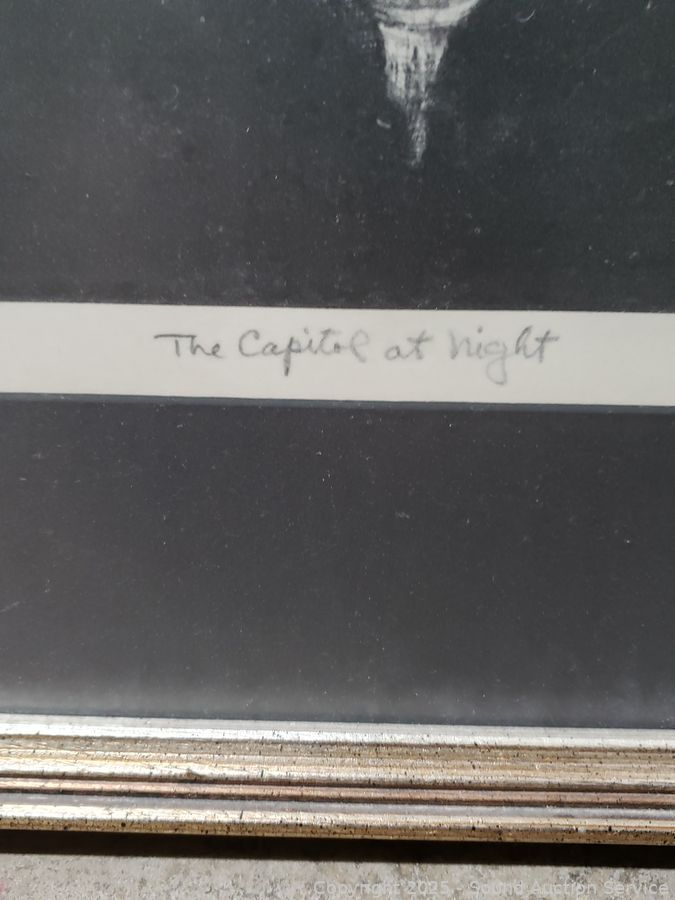 The Capitol at Night
Copyright 2025 - Sound Auction Service